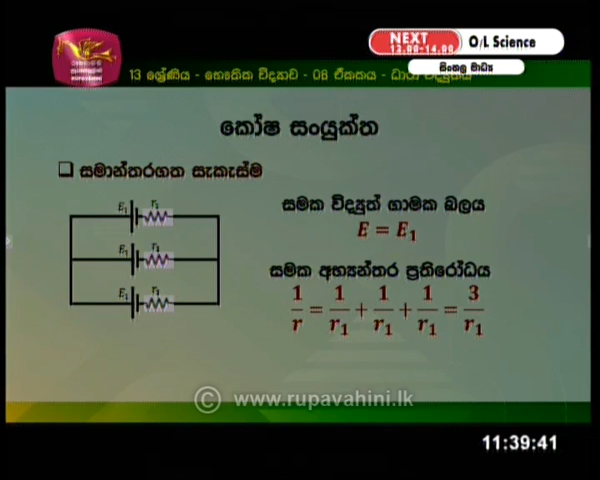 NEXT
13.00-14.00
O/L Science
සිංහල මාධ්‍ය
13 ශ්‍රේණිය - භෞතික විද්‍යාව - 08 ඒකකය - ධාරා විද්‍යුතය
කෝෂ සංයුක්ත
සමාන්තරගත සැකැස්ම
E₁ r₁
E₁ r₁
E₁ r₁
සමක විද්‍යුත් ගාමක බලය
E = E₁
සමක අභ්‍යන්තර ප්‍රතිරෝධය
1/r = 1/r₁ + 1/r₁ + 1/r₁ = 3/r₁
© www.rupavahini.lk
11:39:41